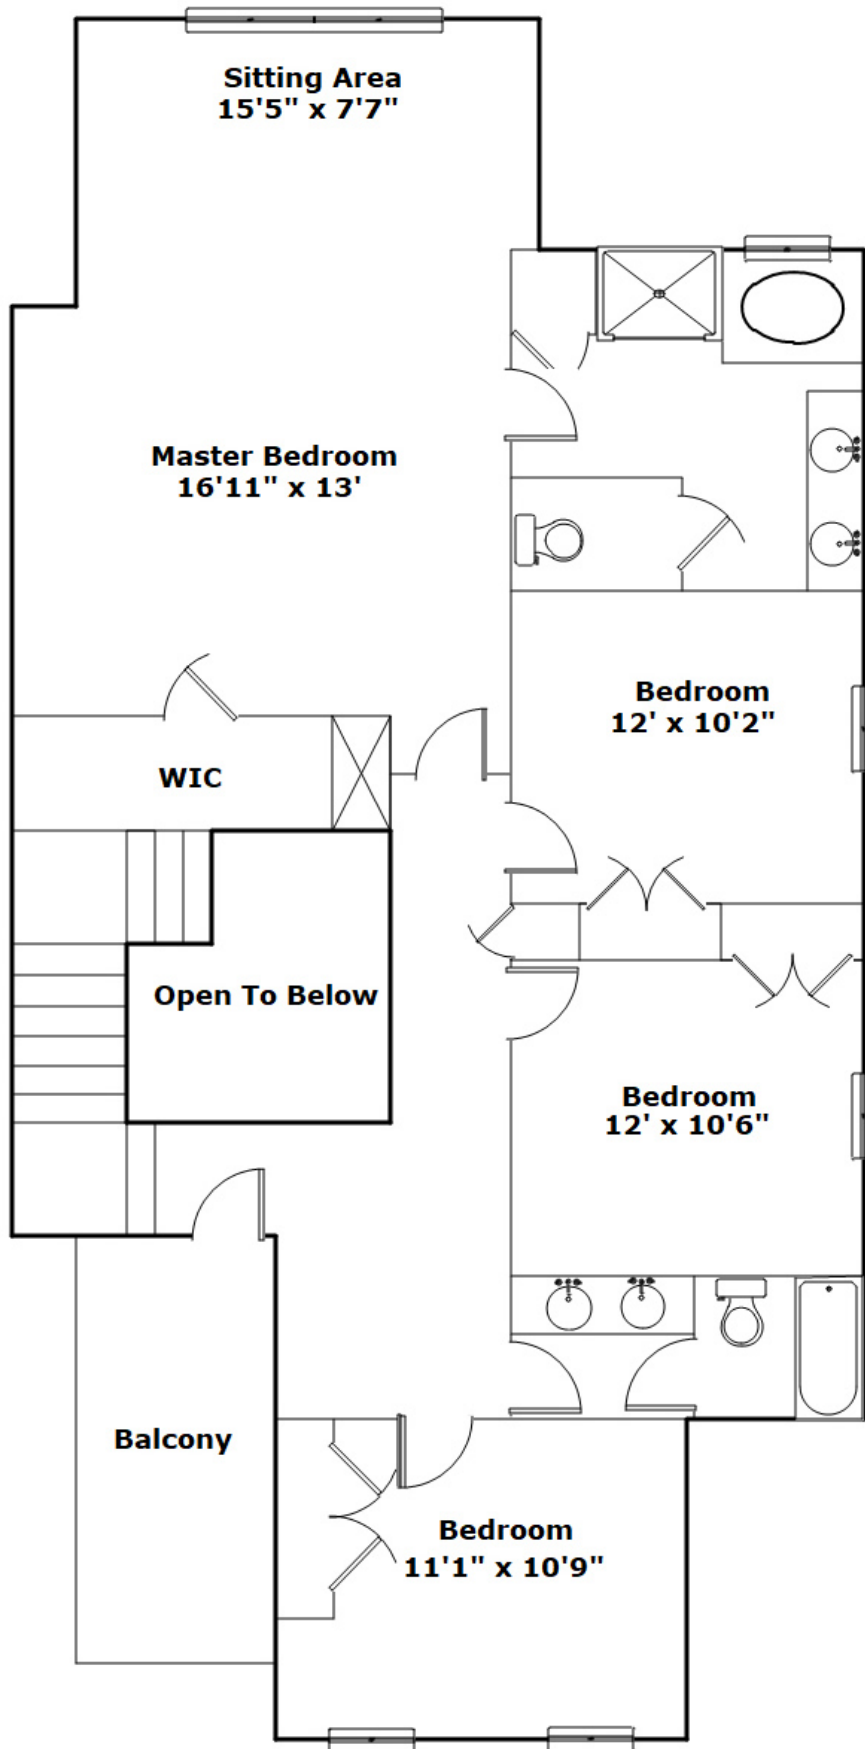 Sitting Area
15'5" x 7'7"
Master Bedroom
16'11" x 13'
Bedroom
12' x 10'2"
WIC
Open To Below
Bedroom
12' x 10'6"
Balcony
Bedroom
11'1" x 10'9"